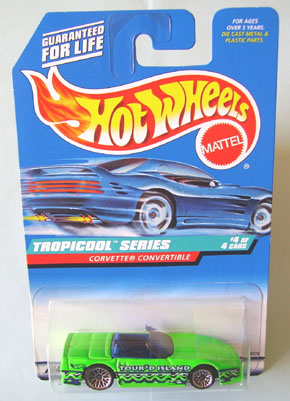 GUARANTEED
FOR LIFE
FOR AGES
OVER 3 YEARS.
DIE CAST METAL &
PLASTIC PARTS.
Hot Wheels
MATTEL
®
TROPICOOL™ SERIES
#4 OF
4 CARS
CORVETTE® CONVERTIBLE
TOUR'D ISLAND